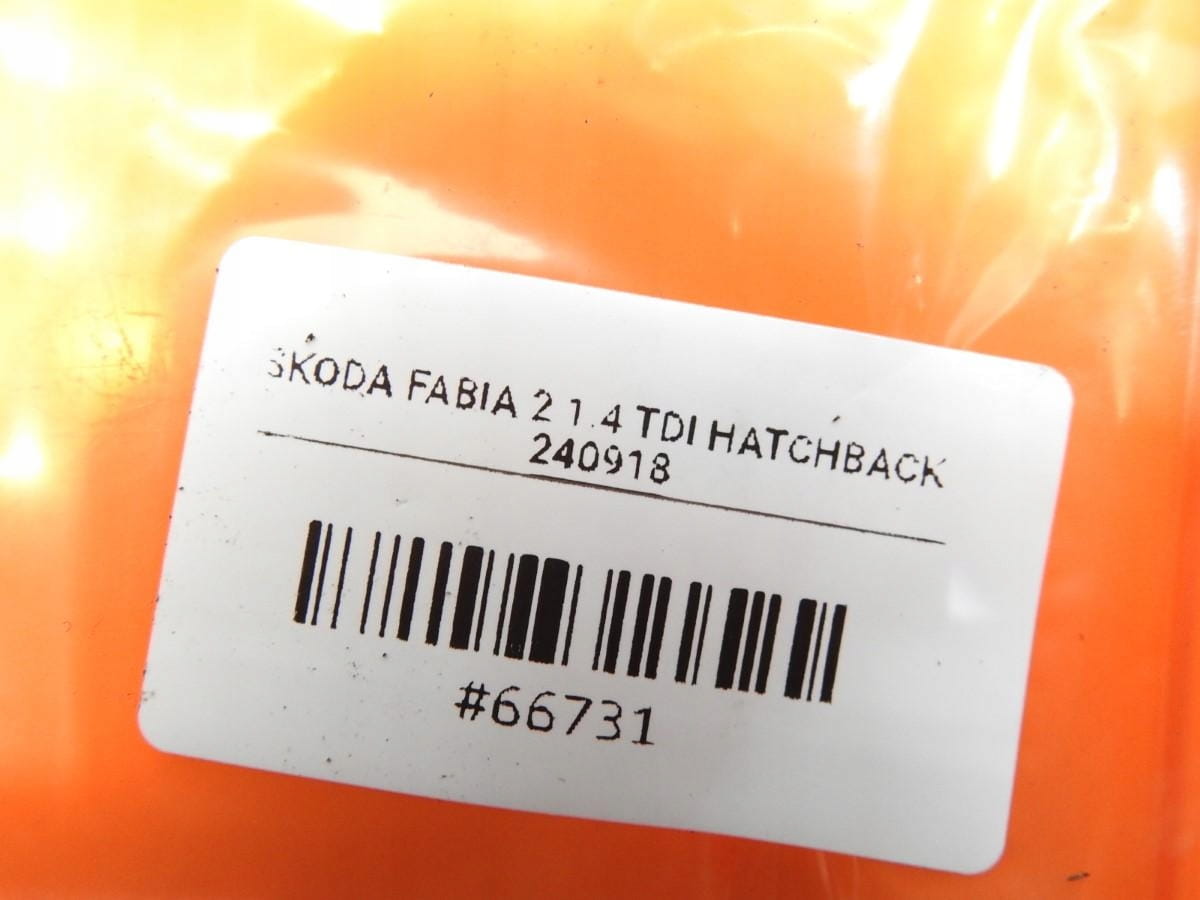 SKODA FABIA 2 1.4 TDI HATCHBACK
240918
#66731